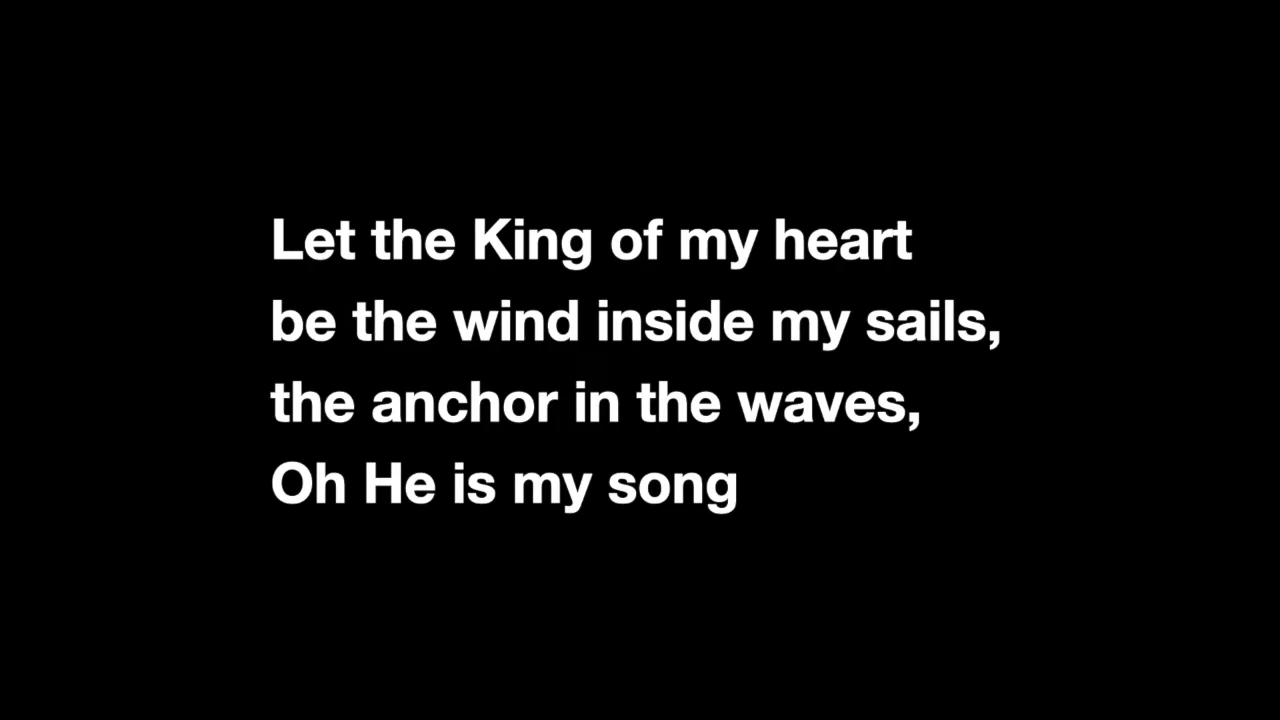 Let the King of my heart
be the wind inside my sails,
the anchor in the waves,
Oh He is my song